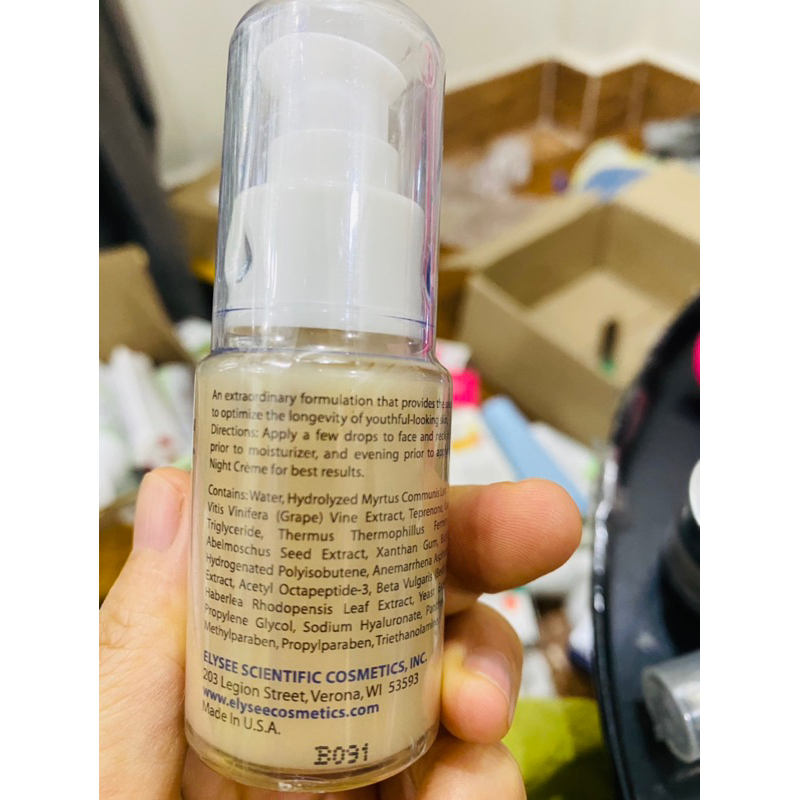 An extraordinary formulation that provides the
to optimize the longevity of youthful-looking
Directions: Apply a few drops to face and neck
prior to moisturizer, and evening prior to
Night Crème for best results.
Contains: Water, Hydrolyzed Myrtus Communis
Vitis Vinifera (Grape) Vine Extract, Teprenone,
Triglyceride, Thermus Thermophillus
Abelmoschus Seed Extract, Xanthan Gum,
Hydrogenated Polyisobutene, Anemarrhena
Extract, Acetyl Octapeptide-3, Beta Vulgaris
Haberlea Rhodopensis Leaf Extract, Yeast
Propylene Glycol, Sodium Hyaluronate,
Methylparaben, Propylparaben,
ELYSEE SCIENTIFIC COSMETICS, INC.
203 Legion Street, Verona, WI 53593
www.elyseecosmetics.com
Made in U.S.A.
B091